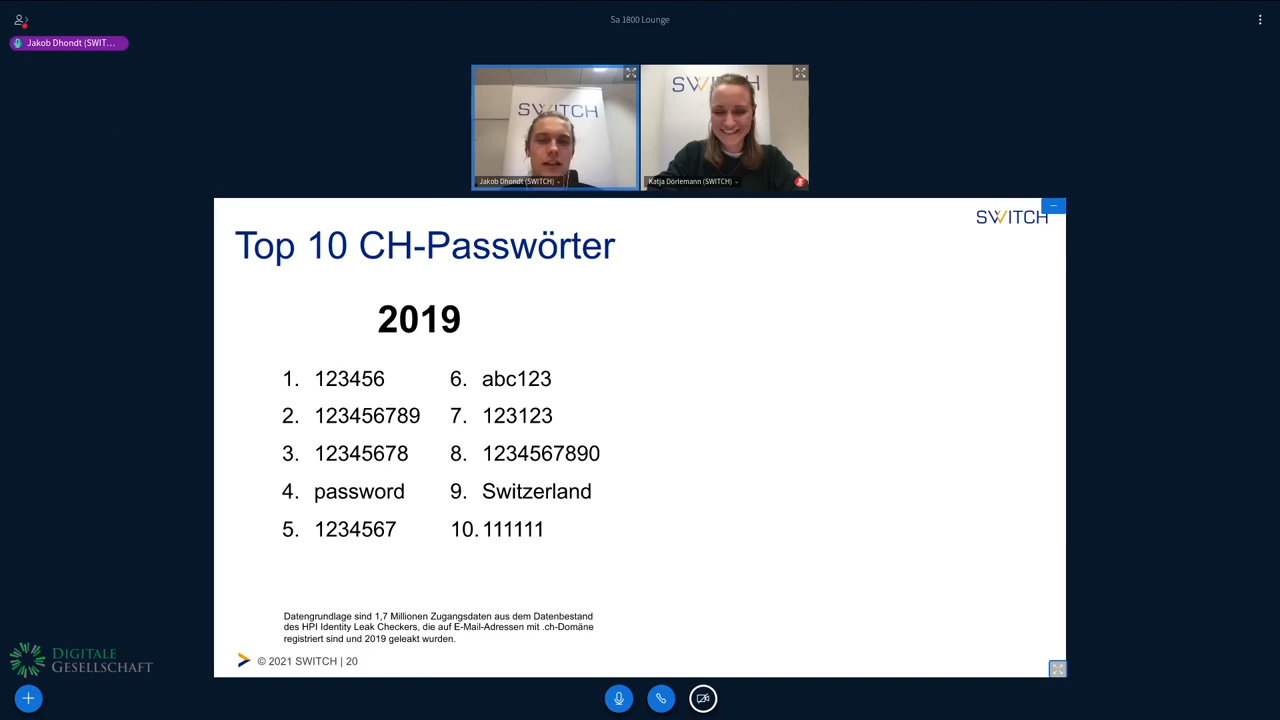 Sa 1800 Lounge
Jakob Dhondt (SWIT...
SWITCH
SWITCH
Jakob Dhondt (SWITCH)
Katja Dörlemann (SWITCH)
SWITCH
Top 10 CH-Passwörter
2019
1. 123456
2. 123456789
3. 12345678
4. password
5. 1234567
6. abc123
7. 123123
8. 1234567890
9. Switzerland
10. 111111
Datengrundlage sind 1,7 Millionen Zugangsdaten aus dem Datenbestand
des HPI Identity Leak Checkers, die auf E-Mail-Adressen mit .ch-Domäne
registriert sind und 2019 geleakt wurden.
© 2021 SWITCH | 20
DIGITALE
GESELLSCHAFT